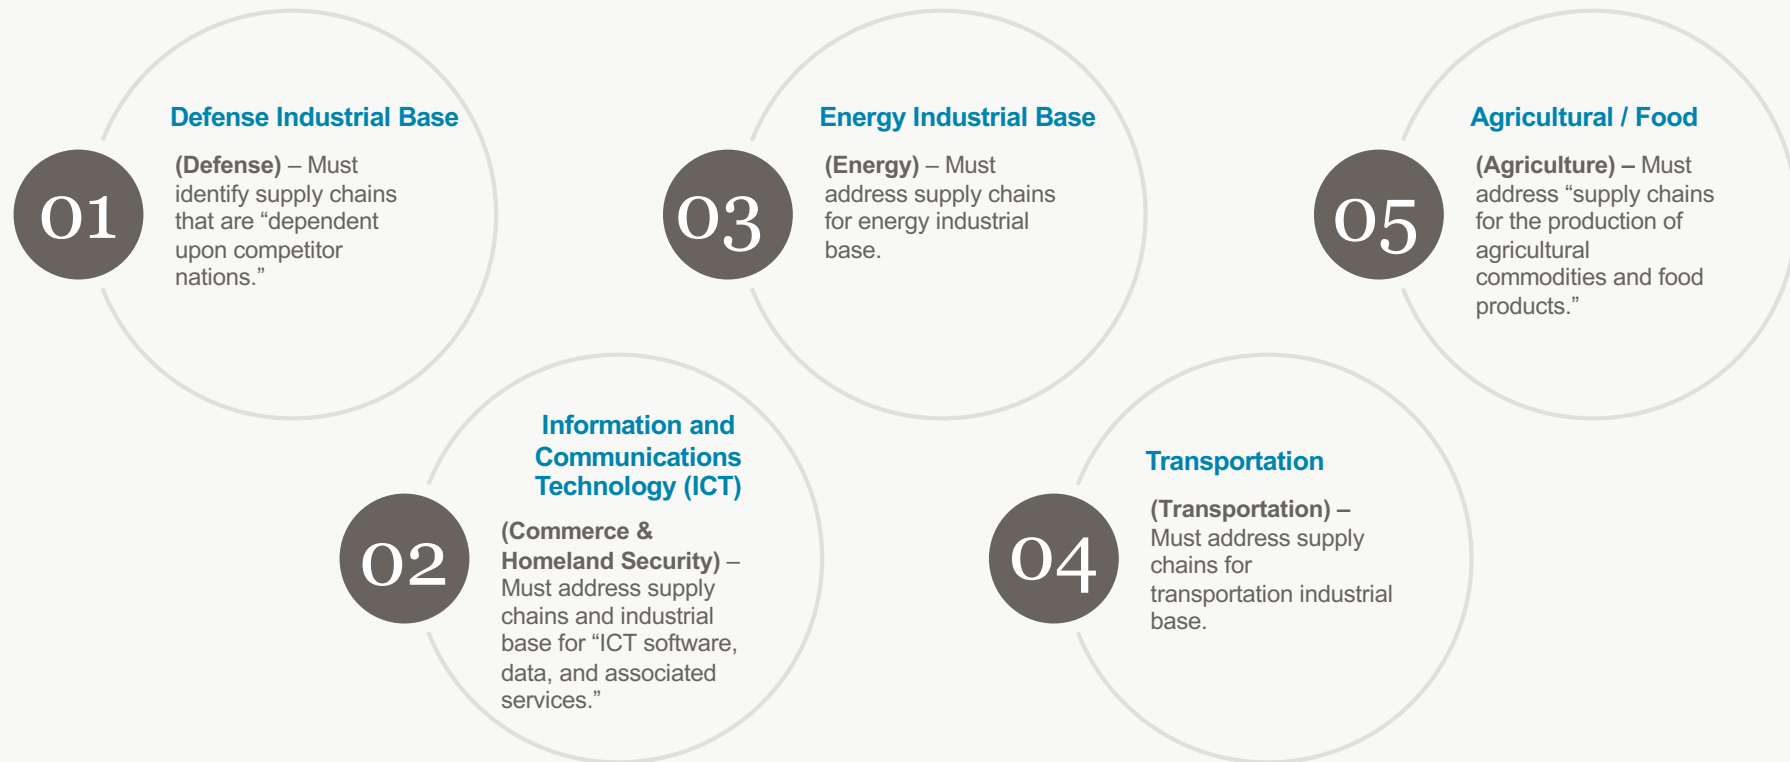 01
Defense Industrial Base
(Defense) – Must
identify supply chains
that are “dependent
upon competitor
nations.”
02
Information and
Communications
Technology (ICT)
(Commerce &
Homeland Security) –
Must address supply
chains and industrial
base for “ICT software,
data, and associated
services.”
03
Energy Industrial Base
(Energy) – Must
address supply chains
for energy industrial
base.
04
Transportation
(Transportation) –
Must address supply
chains for
transportation industrial
base.
05
Agricultural / Food
(Agriculture) – Must
address “supply chains
for the production of
agricultural
commodities and food
products.”